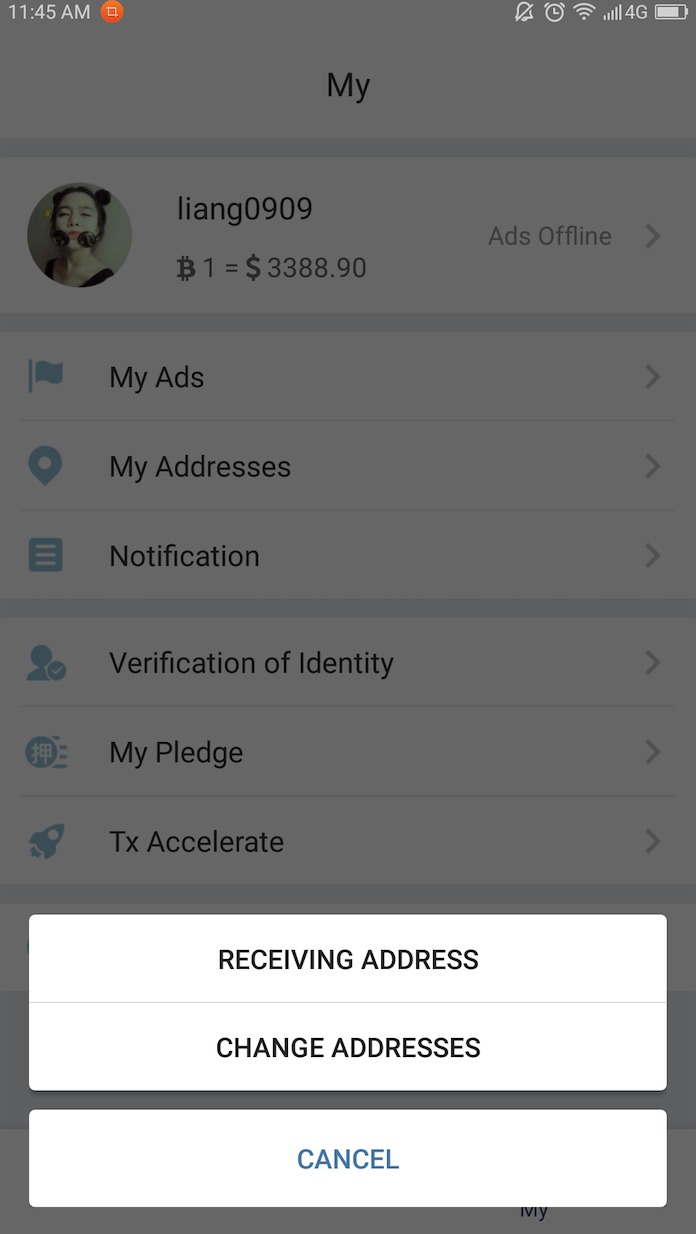 11:45 AM 4G
My
liang0909
₿ 1 = $ 3388.90
Ads Offline
My Ads
My Addresses
Notification
Verification of Identity
押
My Pledge
Tx Accelerate
RECEIVING ADDRESS
CHANGE ADDRESSES
CANCEL
My